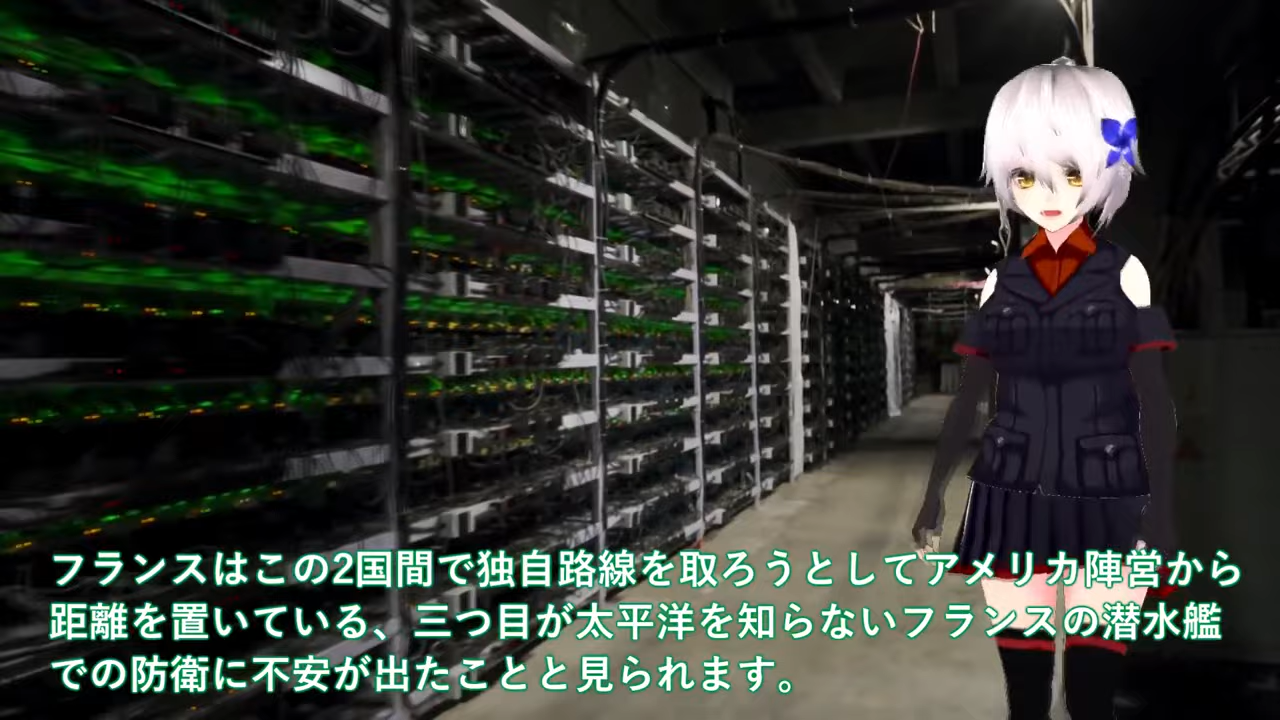 フランスはこの2国間で独自路線を取ろうとしてアメリカ陣営から
距離を置いている、三つ目が太平洋を知らないフランスの潜水艦
での防衛に不安が出たことと見られます。